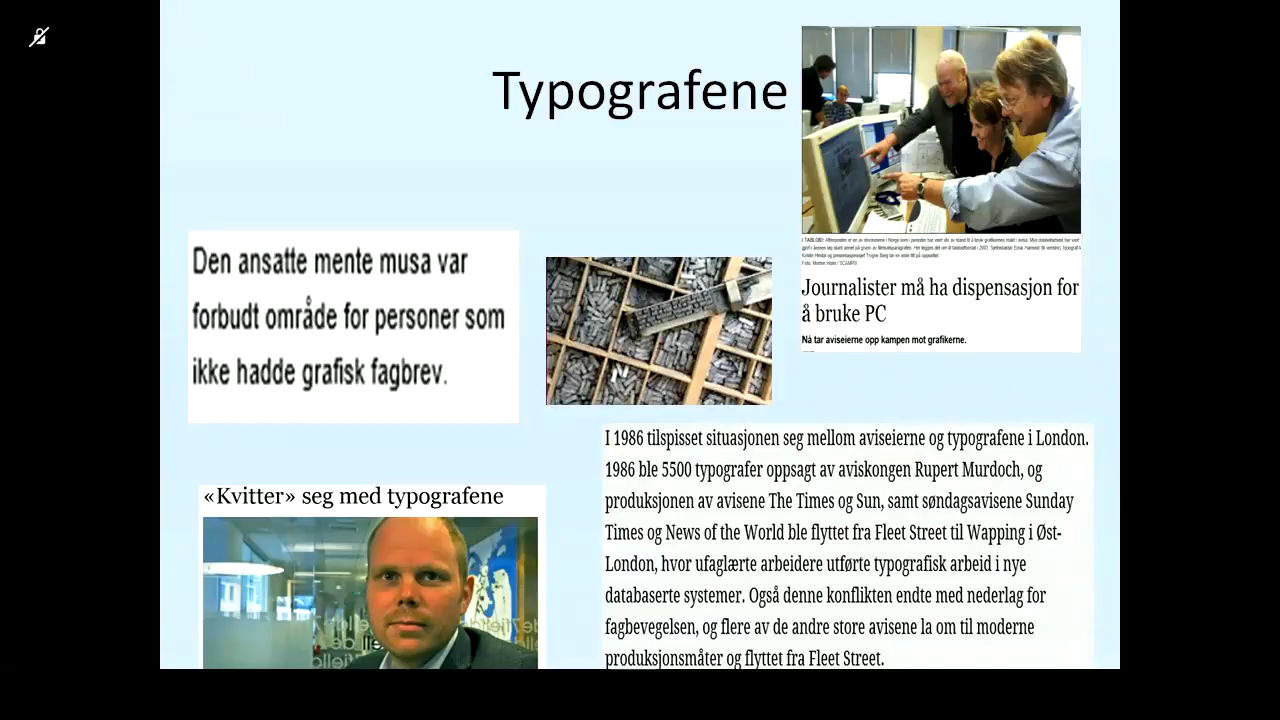 Typografene
Den ansatte mente musa var
forbudt område for personer som
ikke hadde grafisk fagbrev.
I TABLOID:
Foto: Morten Holm / SCANPIX
Journalister må ha dispensasjon for
å bruke PC
Nå tar aviseierne opp kampen mot grafikerne.
«Kvitter» seg med typografene
I 1986 tilspisset situasjonen seg mellom aviseierne og typografene i London.
1986 ble 5500 typografer oppsagt av aviskongen Rupert Murdoch, og
produksjonen av avisene The Times og Sun, samt søndagsavisene Sunday
Times og News of the World ble flyttet fra Fleet Street til Wapping i Øst-
London, hvor ufaglærte arbeidere utførte typografisk arbeid i nye
databaserte systemer. Også denne konflikten endte med nederlag for
fagbevegelsen, og flere av de andre store avisene la om til moderne
produksjonsmåter og flyttet fra Fleet Street.